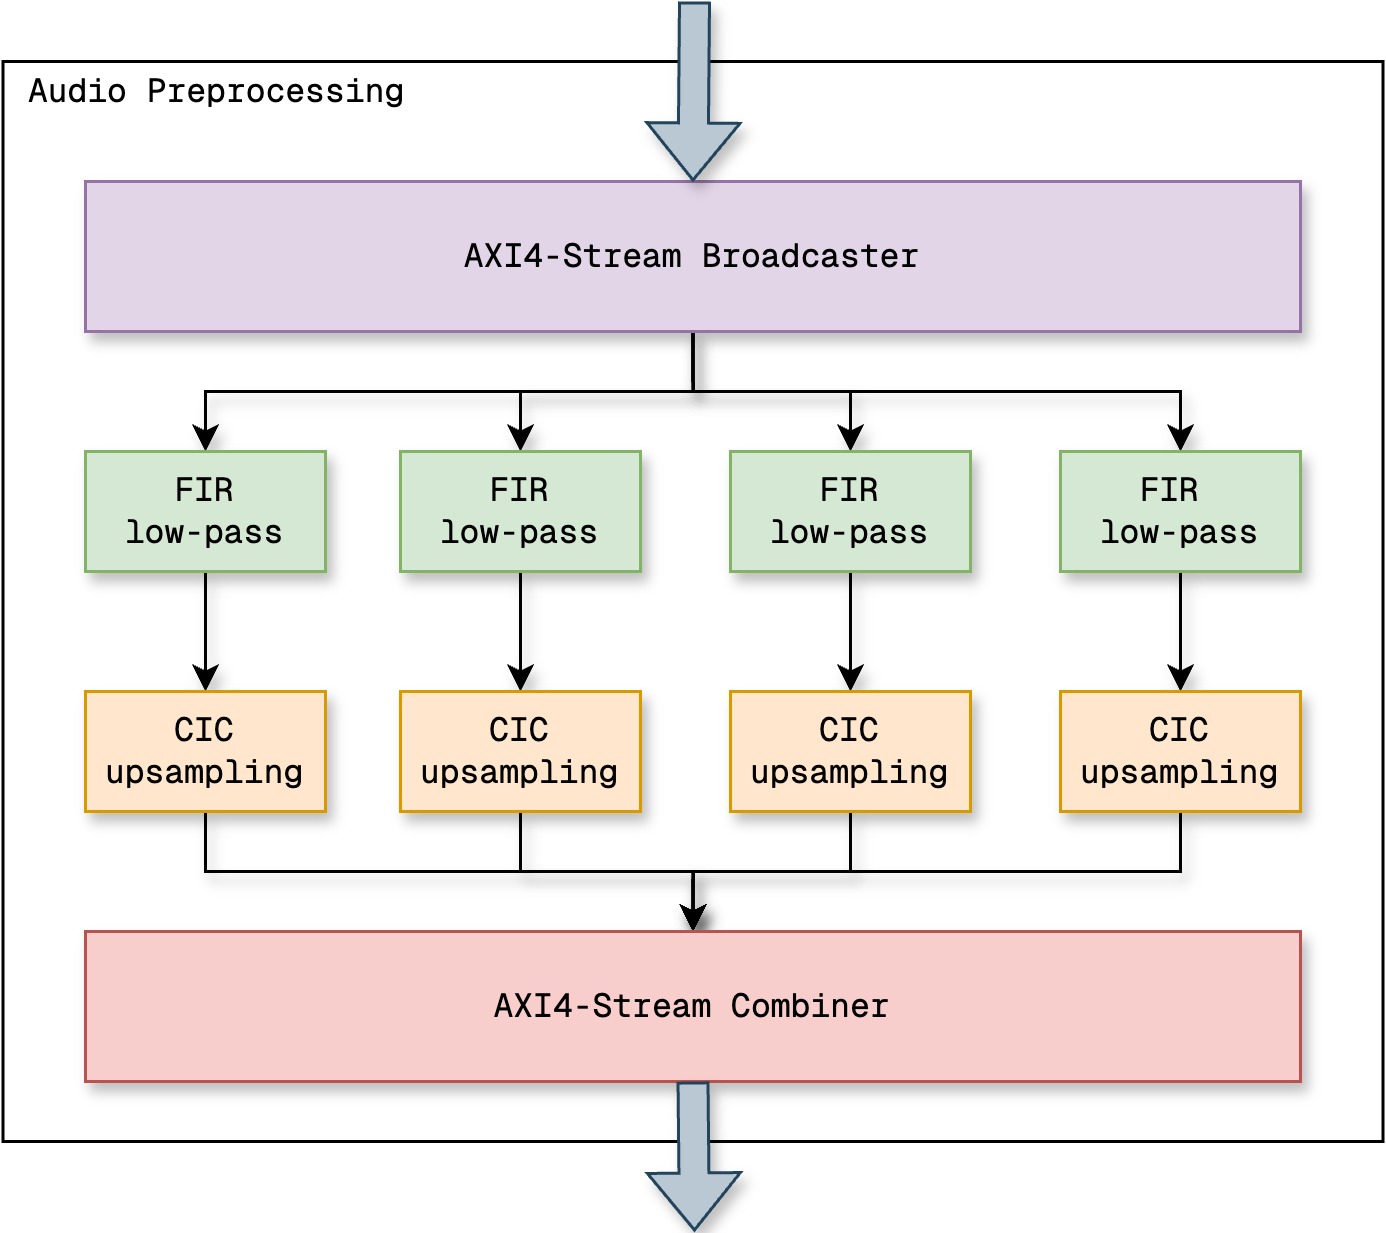 Audio Preprocessing
AXI4-Stream Broadcaster
FIR
low-pass
FIR
low-pass
FIR
low-pass
FIR
low-pass
CIC
upsampling
CIC
upsampling
CIC
upsampling
CIC
upsampling
AXI4-Stream Combiner